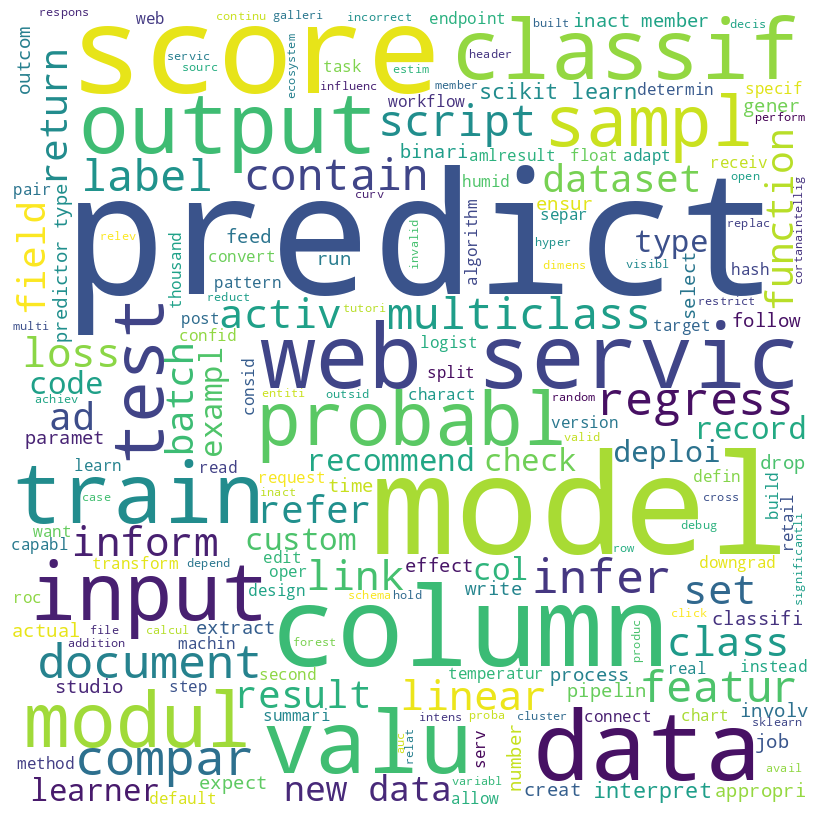 respons
web
continu
galleri
incorrect
endpoint
inact member
decis
built
outcom
return
score
servic
sourc
ecosystem
task
influenc
estim
header
member
classif
workflow
scikit learn
determin
specif
gener
perform
output
script
sampl
function
label
contain
binari
amlresult
float
adapt
receiv
dataset
humid
open
pair
predictor type
field
predict
relev
curv
ensur
separ
type
replac
cortanaintellig
feed
convert
run
invalid
algorithm
hyper
dimens
visibl
select
hash
thousand
pattern
reduct
tutori
restrict
multi
test
post
activ
multiclass
target
follow
loss
confid
logist
web servic
code
batch
exampl
consid
split
achiev
entiti
outsid
charact
random
regress
ad
probabl
version
record
paramet
valid
learn
read
recommend
check
deploi
train
request
time
defin
drop
inact
model
cross
build
retail
want
case
refer
debug
significantli
capabl
inform
custom
row
transform
depend
edit
effect
downgrad
oper
link
col
infer
set
roc
input
design
schema
hold
write
click
classifi
actual
file
calcul
extract
column
produc
class
addition
machin
forest
document
second
temperatur
process
real
instead
studio
step
result
linear
pipelin
featur
modul
summari
intens
proba
cluster
connect
chart
involv
sklearn
valu
auc
relat
serv
number
data
job
method
compar
avail
learner
default
expect
new data
variabl
allow
creat
interpret
appropri